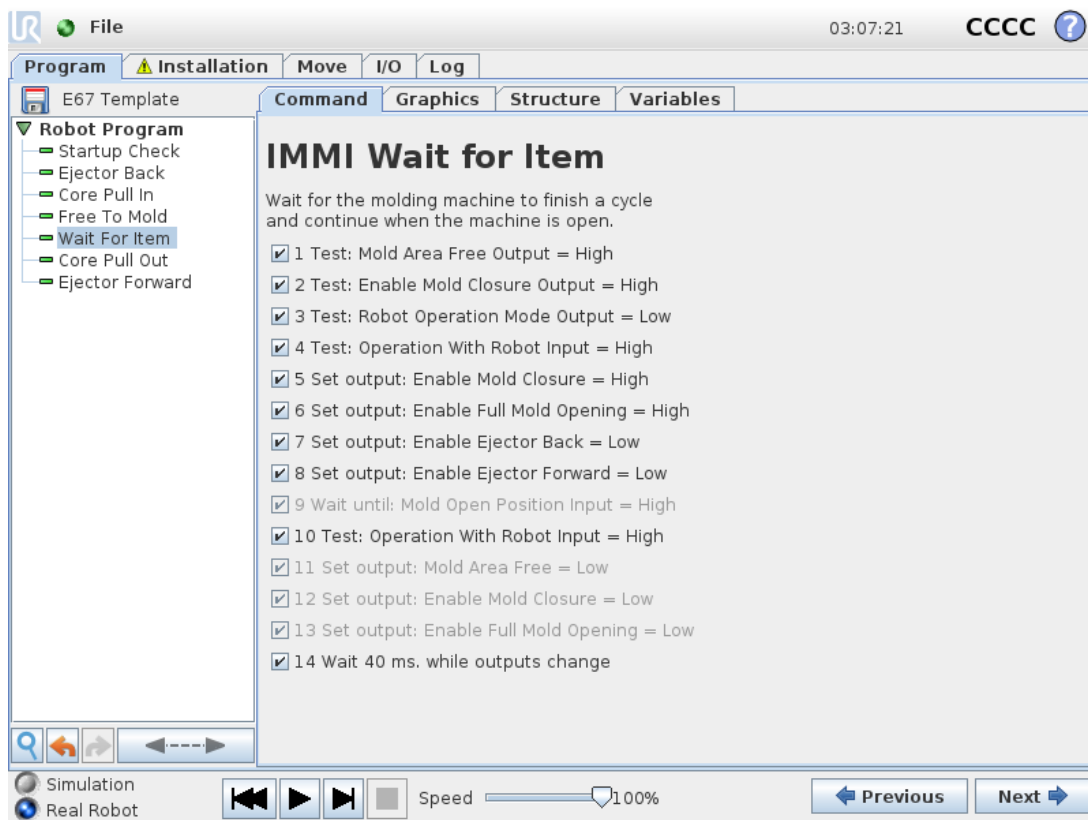 UR File 03:07:21 CCCC ?
Program Installation Move I/O Log
E67 Template
Command Graphics Structure Variables
Robot Program
Startup Check
Ejector Back
Core Pull In
Free To Mold
Wait For Item
Core Pull Out
Ejector Forward
IMMI Wait for Item
Wait for the molding machine to finish a cycle
and continue when the machine is open.
1 Test: Mold Area Free Output = High
2 Test: Enable Mold Closure Output = High
3 Test: Robot Operation Mode Output = Low
4 Test: Operation With Robot Input = High
5 Set output: Enable Mold Closure = High
6 Set output: Enable Full Mold Opening = High
7 Set output: Enable Ejector Back = Low
8 Set output: Enable Ejector Forward = Low
9 Wait until: Mold Open Position Input = High
10 Test: Operation With Robot Input = High
11 Set output: Mold Area Free = Low
12 Set output: Enable Mold Closure = Low
13 Set output: Enable Full Mold Opening = Low
14 Wait 40 ms. while outputs change
Simulation
Real Robot
Speed 100%
Previous Next